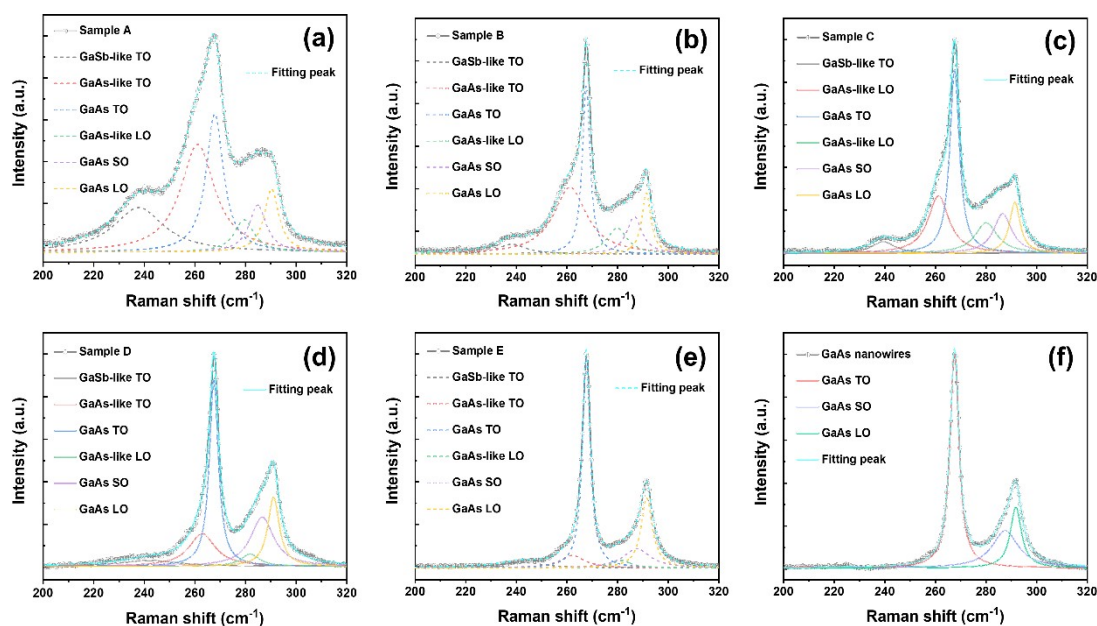 (a)
Sample A
GaSb-like TO
GaAs-like TO
GaAs TO
GaAs-like LO
GaAs SO
GaAs LO
Fitting peak
Intensity (a.u.)
200 220 240 260 280 300 320
Raman shift (cm-1)
(b)
Sample B
GaSb-like TO
GaAs-like TO
GaAs TO
GaAs-like LO
GaAs SO
GaAs LO
Fitting peak
Intensity (a.u.)
200 220 240 260 280 300 320
Raman shift (cm-1)
(c)
Sample C
GaSb-like TO
GaAs-like LO
GaAs TO
GaAs-like LO
GaAs SO
GaAs LO
Fitting peak
Intensity (a.u.)
200 220 240 260 280 300 320
Raman shift (cm-1)
(d)
Sample D
GaSb-like TO
GaAs-like TO
GaAs TO
GaAs-like LO
GaAs SO
GaAs LO
Fitting peak
Intensity (a.u.)
200 220 240 260 280 300 320
Raman shift (cm-1)
(e)
Sample E
GaSb-like TO
GaAs-like TO
GaAs TO
GaAs-like LO
GaAs SO
GaAs LO
Fitting peak
Intensity (a.u.)
200 220 240 260 280 300 320
Raman shift (cm-1)
(f)
GaAs nanowires
GaAs TO
GaAs SO
GaAs LO
Fitting peak
Intensity (a.u.)
200 220 240 260 280 300 320
Raman shift (cm-1)